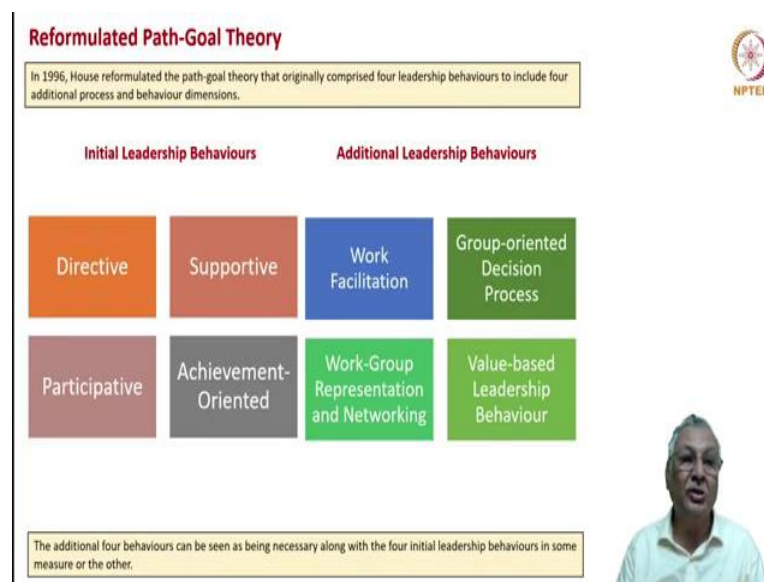 Reformulated Path-Goal Theory
In 1996, House reformulated the path-goal theory that originally comprised four leadership behaviours to include four
additional process and behaviour dimensions.
NPTEL
Initial Leadership Behaviours
Additional Leadership Behaviours
Directive
Supportive
Work
Facilitation
Group-oriented
Decision
Process
Participative
Achievement-
Oriented
Work-Group
Representation
and Networking
Value-based
Leadership
Behaviour
The additional four behaviours can be seen as being necessary along with the four initial leadership behaviours in some
measure or the other.